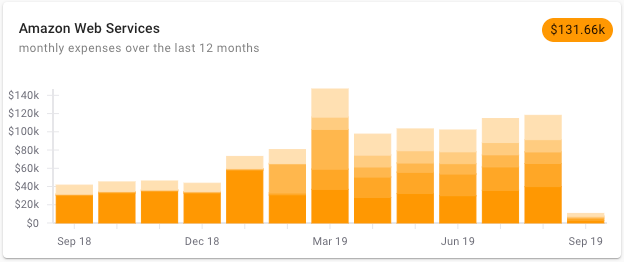 Amazon Web Services
$131.66k
monthly expenses over the last 12 months
$140k
$120k
$100k
$80k
$60k
$40k
$20k
$0
Sep 18 Dec 18 Mar 19 Jun 19 Sep 19